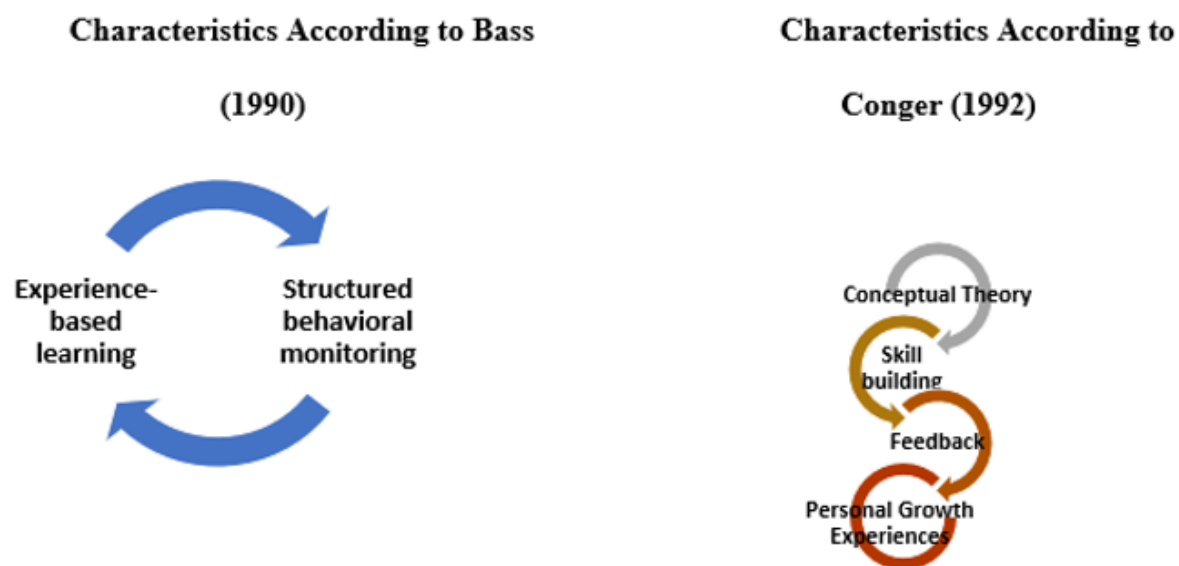 Characteristics According to Bass
(1990)
Experience-
based
learning
Structured
behavioral
monitoring
Characteristics According to
Conger (1992)
Conceptual Theory
Skill
building
Feedback
Personal Growth
Experiences